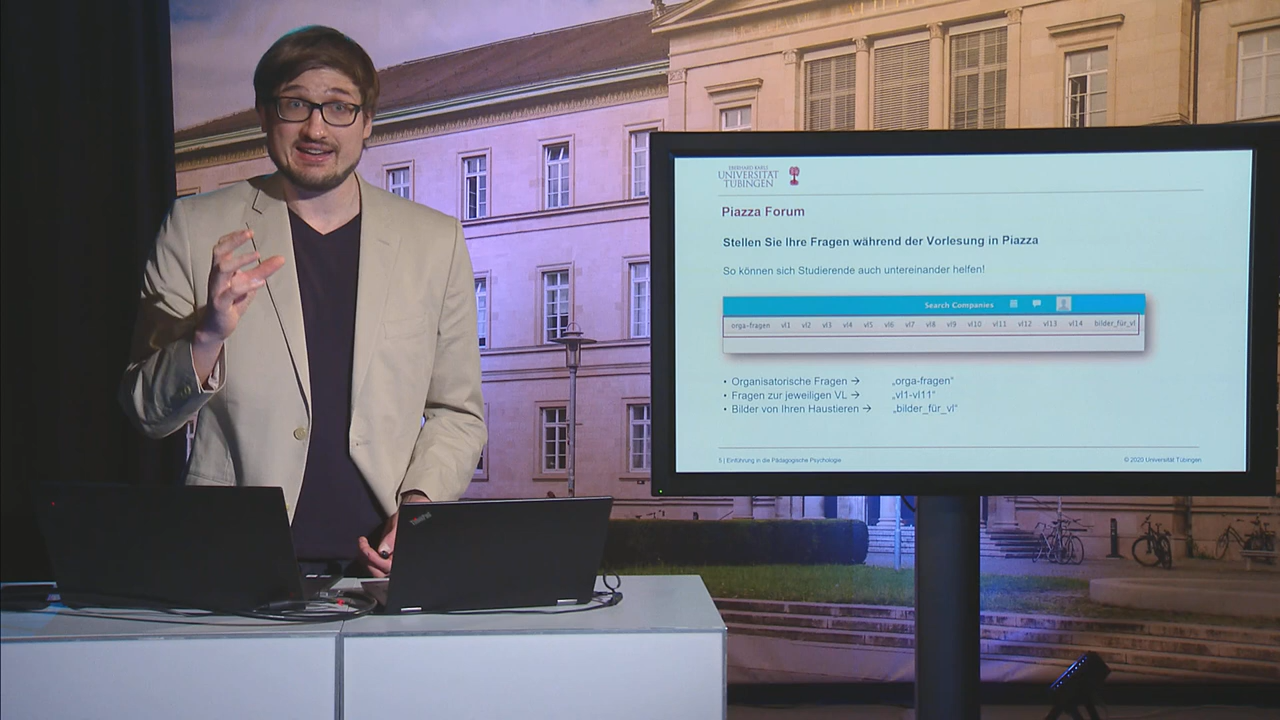 EBERHARD KARLS
UNIVERSITÄT
TÜBINGEN
Piazza Forum
Stellen Sie Ihre Fragen während der Vorlesung in Piazza
So können sich Studierende auch untereinander helfen!
Search Companies
orga-fragen vl1 vl2 vl3 vl4 vl5 vl6 vl7 vl8 vl9 vl10 vl11 vl12 vl13 vl14 bilder_für_vl
• Organisatorische Fragen → „orga-fragen“
• Fragen zur jeweiligen VL → „vl1-vl11“
• Bilder von Ihren Haustieren → „bilder_für_vl“
5 | Einführung in die Pädagogische Psychologie © 2020 Universität Tübingen
ThinkPad